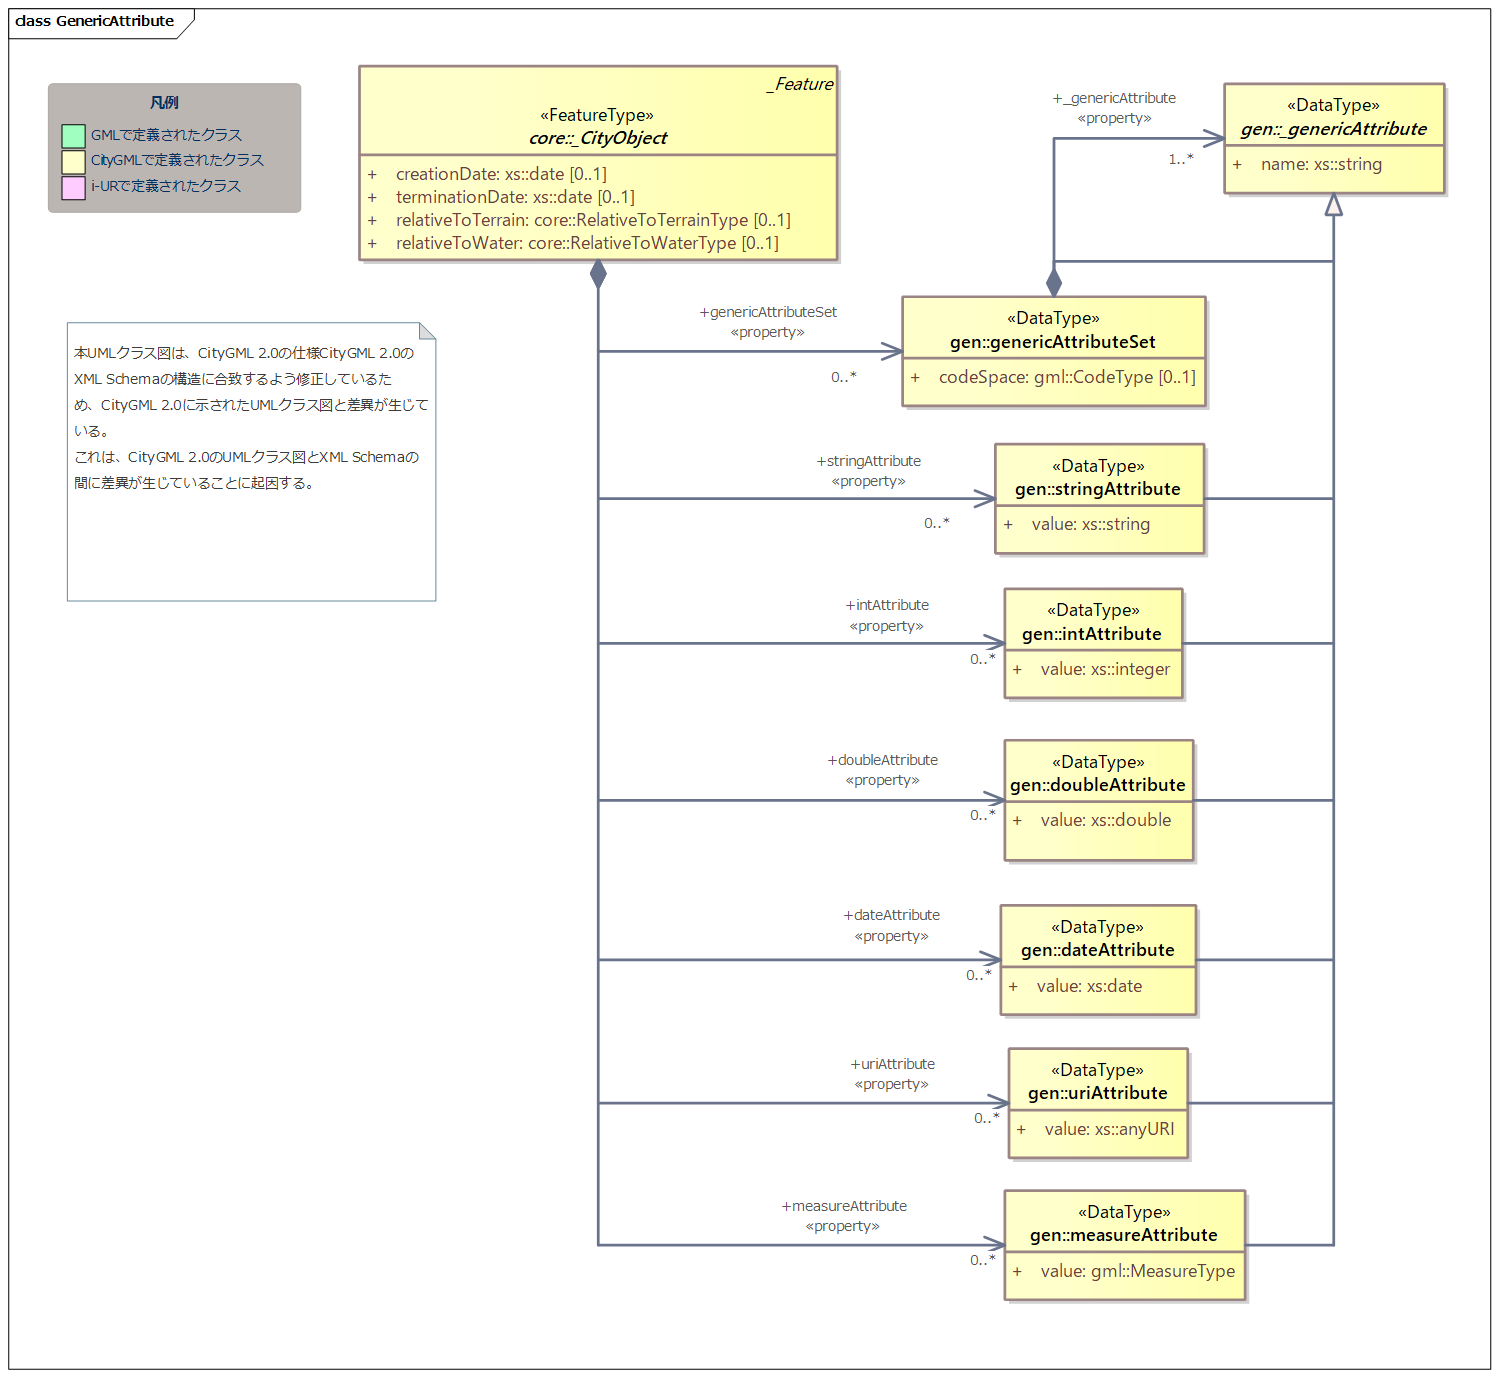 class GenericAttribute
凡例
GMLで定義されたクラス
CityGMLで定義されたクラス
i-URで定義されたクラス
_Feature
«FeatureType»
core::_CityObject
+ creationDate: xs::date [0..1]
+ terminationDate: xs::date [0..1]
+ relativeToTerrain: core::RelativeToTerrainType [0..1]
+ relativeToWater: core::RelativeToWaterType [0..1]
+_genericAttribute
«property»
1..*
«DataType»
gen::_genericAttribute
+ name: xs::string
本UMLクラス図は、CityGML 2.0の仕様CityGML 2.0の
XML Schemaの構造に合致するよう修正しているた
め、CityGML 2.0に示されたUMLクラス図と差異が生じて
いる。
これは、CityGML 2.0のUMLクラス図とXML Schemaの
間に差異が生じていることに起因する。
+genericAttributeSet
«property»
0..*
«DataType»
gen::genericAttributeSet
+ codeSpace: gml::CodeType [0..1]
+stringAttribute
«property»
0..*
«DataType»
gen::stringAttribute
+ value: xs::string
+intAttribute
«property»
0..*
«DataType»
gen::intAttribute
+ value: xs::integer
+doubleAttribute
«property»
0..*
«DataType»
gen::doubleAttribute
+ value: xs::double
+dateAttribute
«property»
0..*
«DataType»
gen::dateAttribute
+ value: xs:date
+uriAttribute
«property»
0..*
«DataType»
gen::uriAttribute
+ value: xs::anyURI
+measureAttribute
«property»
0..*
«DataType»
gen::measureAttribute
+ value: gml::MeasureType